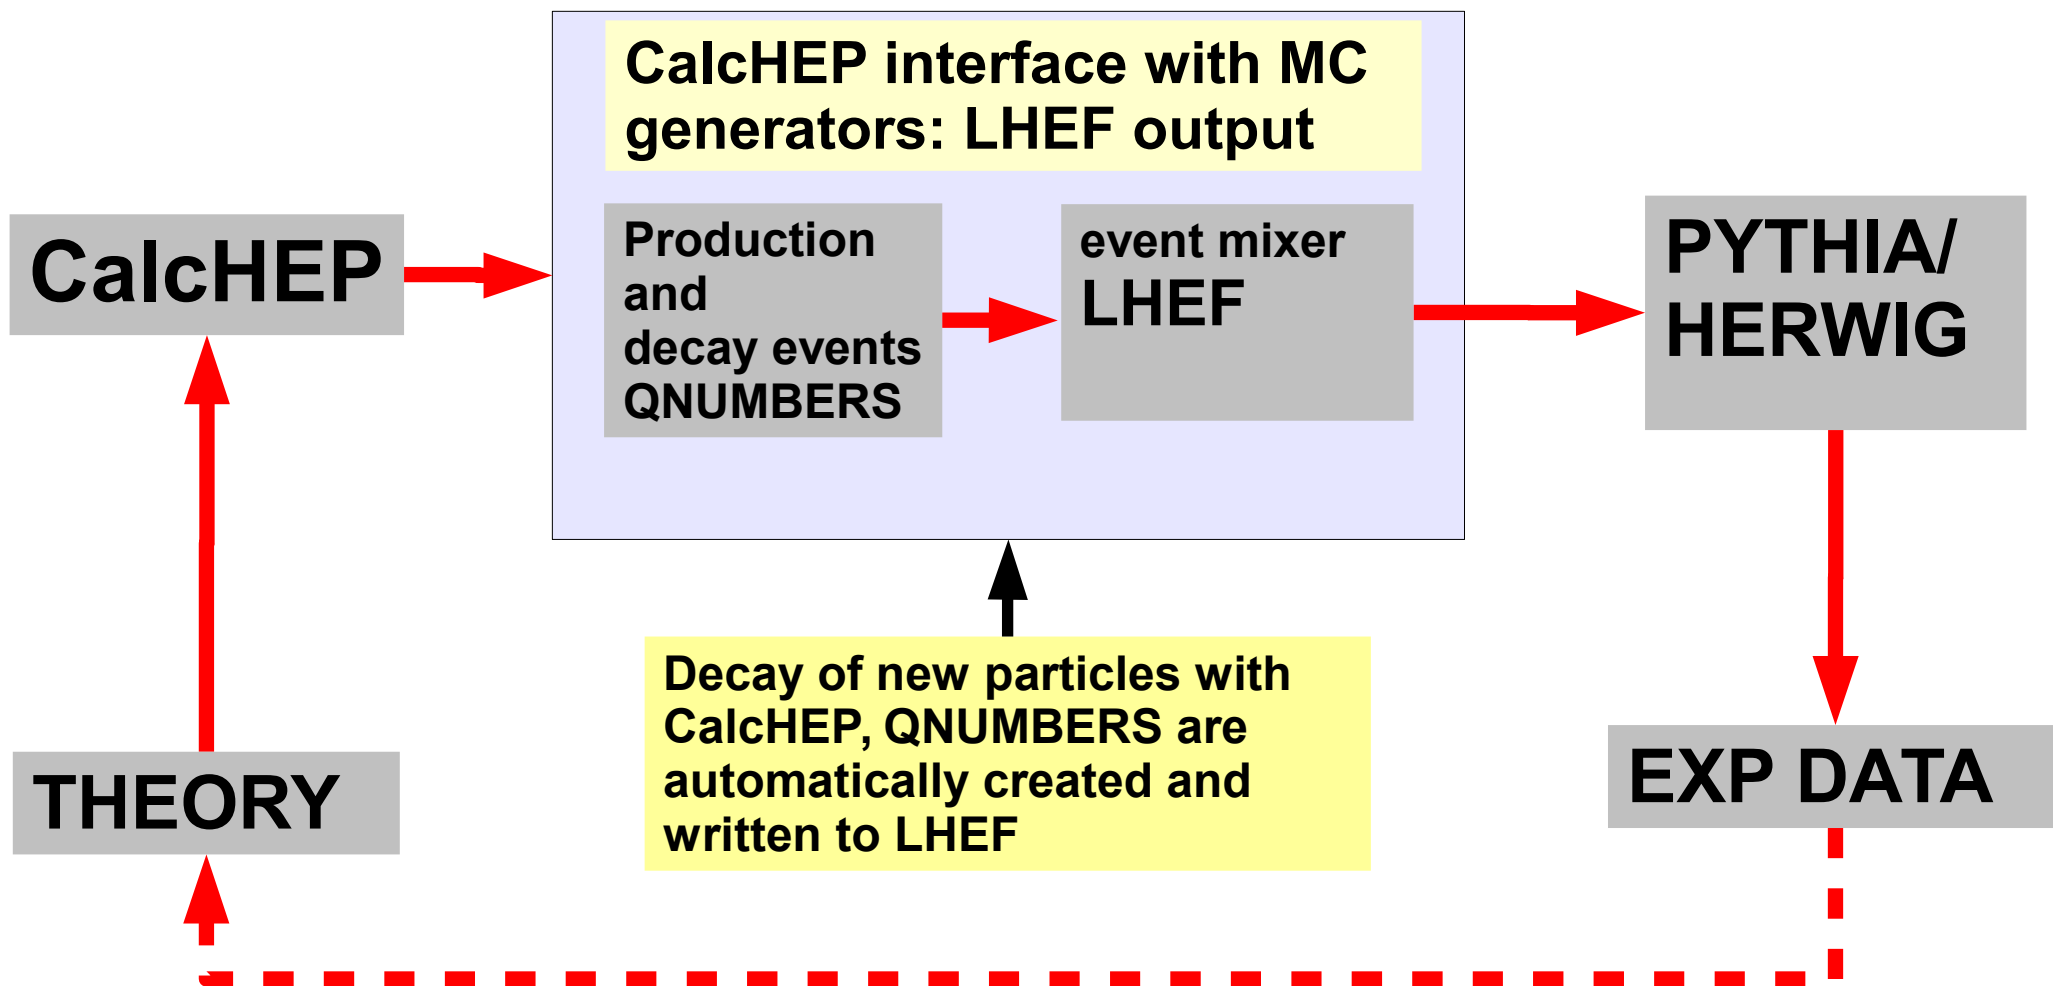 CalcHEP interface with MC
generators: LHEF output
CalcHEP
Production
and
decay events
QNUMBERS
event mixer
LHEF
PYTHIA/
HERWIG
Decay of new particles with
CalcHEP, QNUMBERS are
automatically created and
written to LHEF
THEORY
EXP DATA